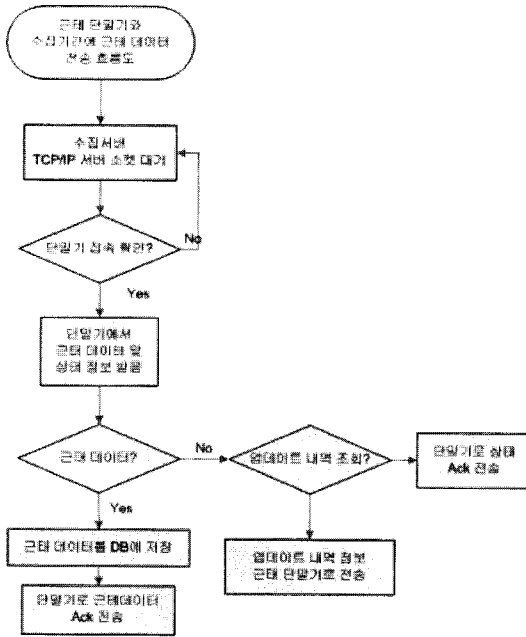 근태 단말기와
수집기간에 근태 데이터
전송 흐름도
수집서버
TCP/IP 서버 소켓 대기
단말기 접속 확인?
No
Yes
단말기에서
근태 데이터 및
상태 정보 받음
근태 데이터?
No
업데이트 내역 조회?
단말기로 상태
Ack 전송
Yes
근태 데이터를 DB에 저장
업데이트 내역 정보
근태 단말기로 전송
단말기로 근태데이터
Ack 전송